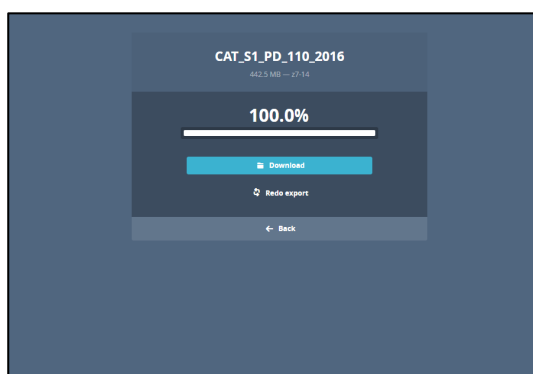 CAT_S1_PD_110_2016
442.5 MB — z7-14
100.0%
Download
Redo export
Back